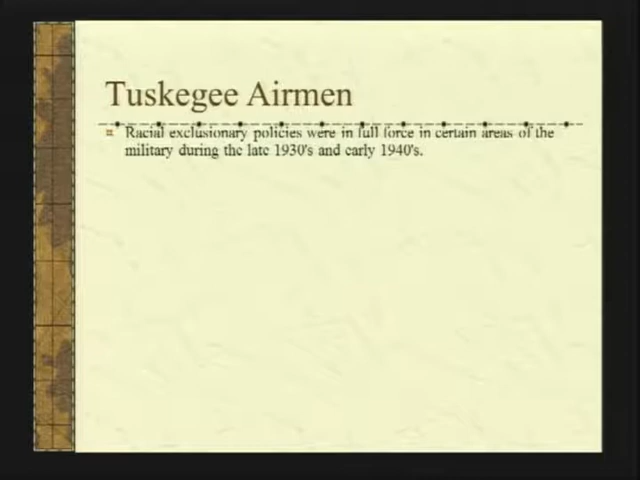 Tuskegee Airmen
Racial exclusionary policies were in full force in certain areas of the
military during the late 1930's and early 1940's.